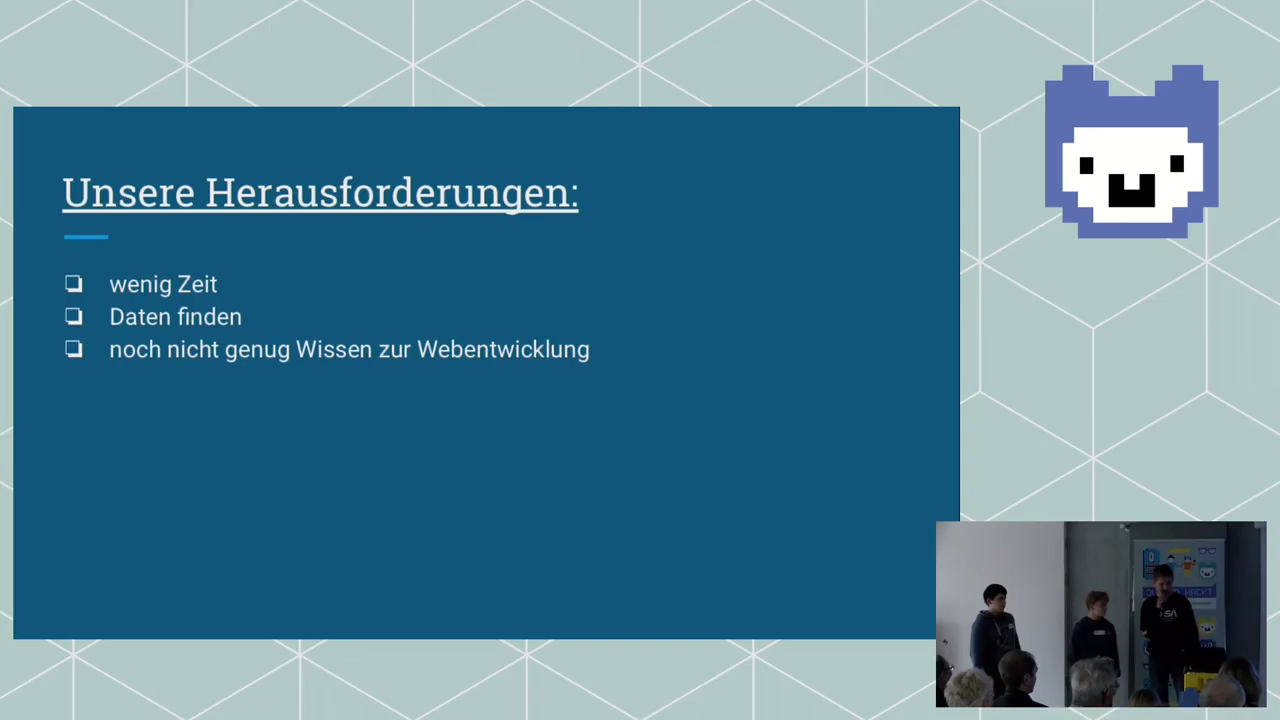 Unsere Herausforderungen:
wenig Zeit
Daten finden
noch nicht genug Wissen zur Webentwicklung